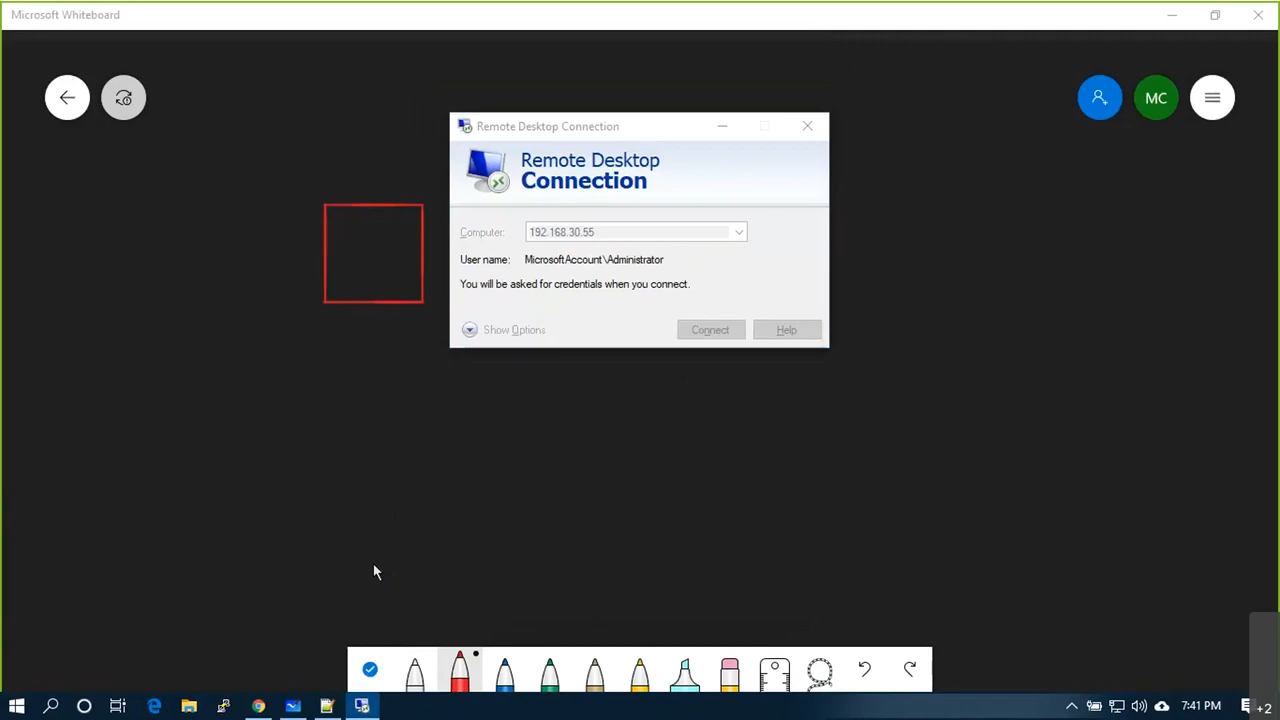 Microsoft Whiteboard
MC
Remote Desktop Connection
Remote Desktop
Connection
Computer: 192.168.30.55
User name: MicrosoftAccount\Administrator
You will be asked for credentials when you connect.
Show Options Connect Help
7:41 PM +2